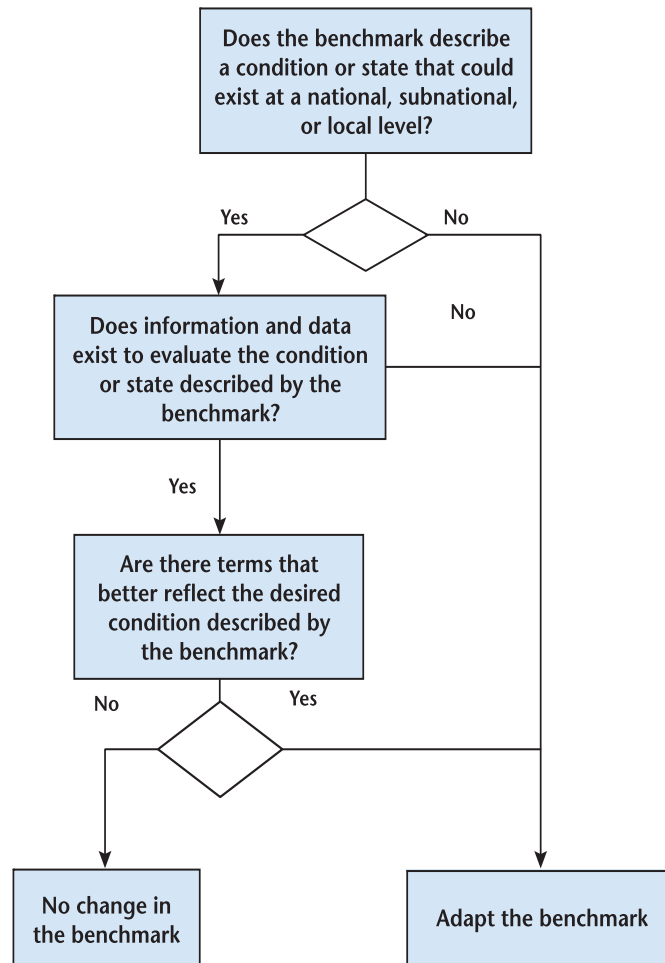 Does the benchmark describe
a condition or state that could
exist at a national, subnational,
or local level?
Yes
No
Does information and data
exist to evaluate the condition
or state described by the
benchmark?
No
Yes
Are there terms that
better reflect the desired
condition described by
the benchmark?
No
Yes
No change in
the benchmark
Adapt the benchmark